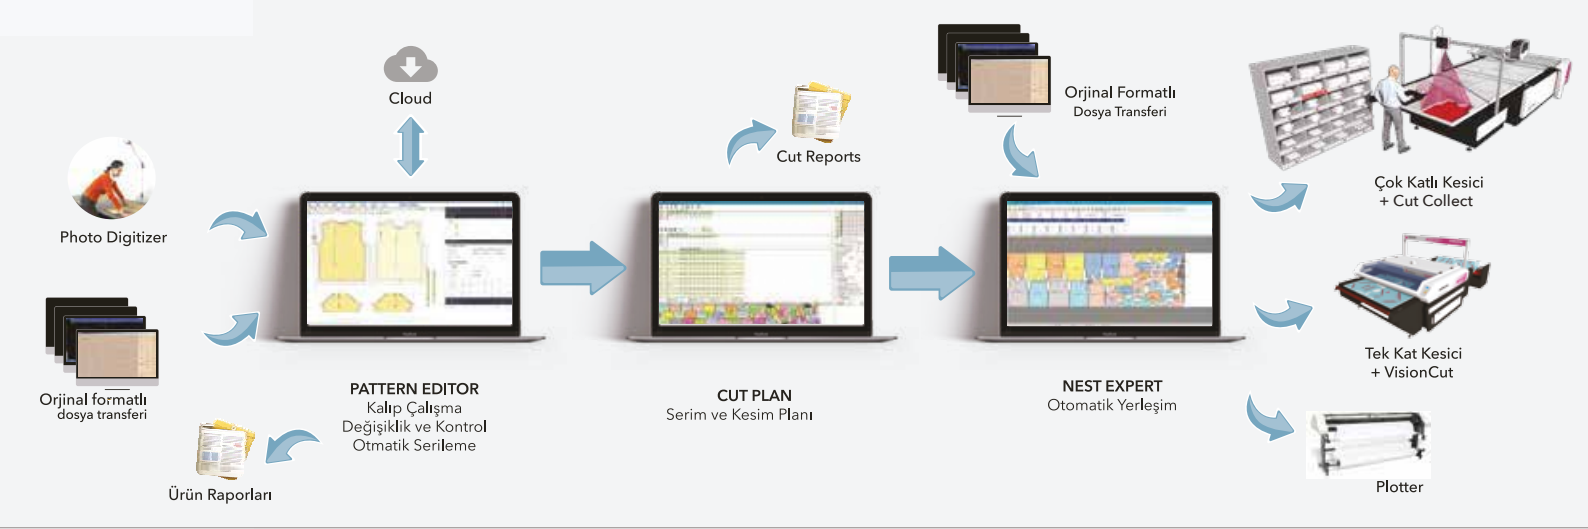 Cloud
Orjinal Formatlı
Dosya Transferi
Cut Reports
Çok Katlı Kesici
+ Cut Collect
Photo Digitizer
Tek Kat Kesici
+ VisionCut
Orjinal formatlı
dosya transferi
PATTERN EDITOR
Kalıp Çalışma
Değişiklik ve Kontrol
Otmatik Serileme
CUT PLAN
Serim ve Kesim Planı
NEST EXPERT
Otomatik Yerleşim
Ürün Raporları
Plotter